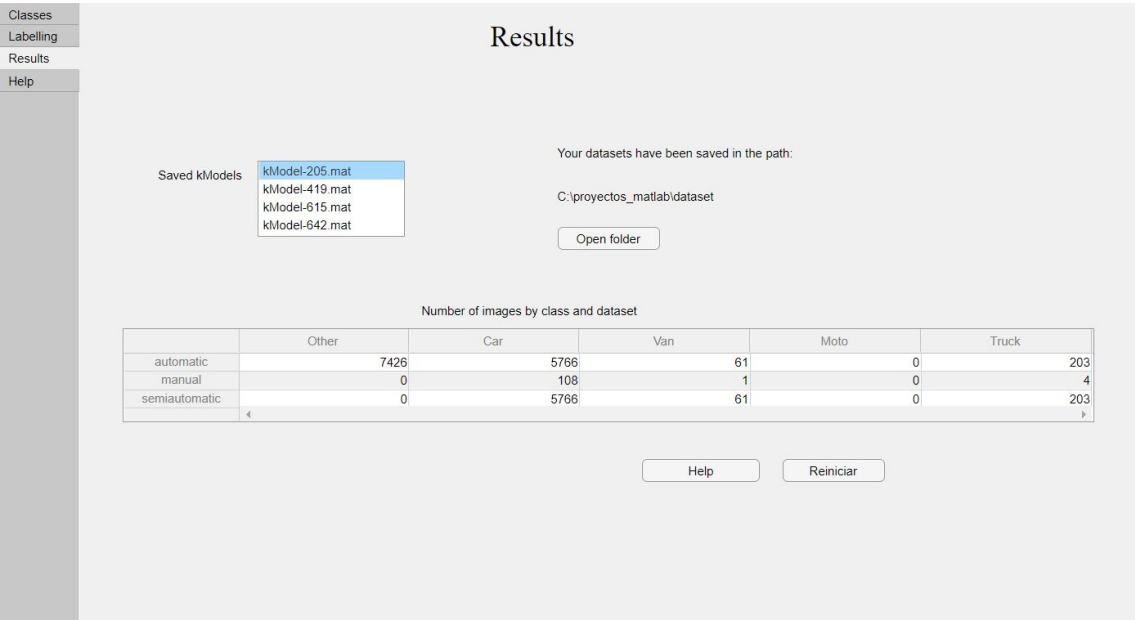 Classes
Labelling
Results
Help
Results
Saved kModels
kModel-205.mat
kModel-419.mat
kModel-615.mat
kModel-642.mat
Your datasets have been saved in the path:
C:\proyectos_matlab\dataset
Open folder
Number of images by class and dataset
Other Car Van Moto Truck
automatic 7426 5766 61 0 203
manual 0 108 1 0 4
semiautomatic 0 5766 61 0 203
Help Reiniciar